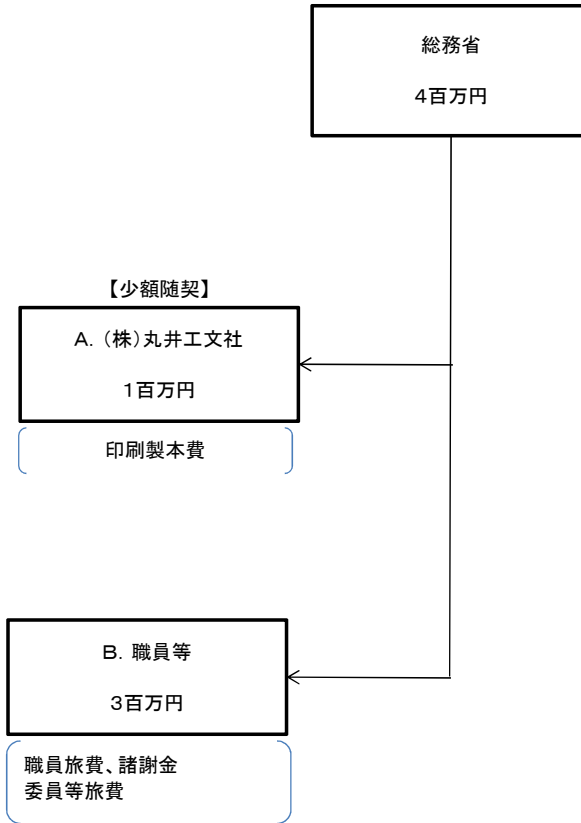 総務省
4百万円
【少額随契】
A. （株）丸井工文社
1百万円
印刷製本費
B. 職員等
3百万円
職員旅費、諸謝金
委員等旅費